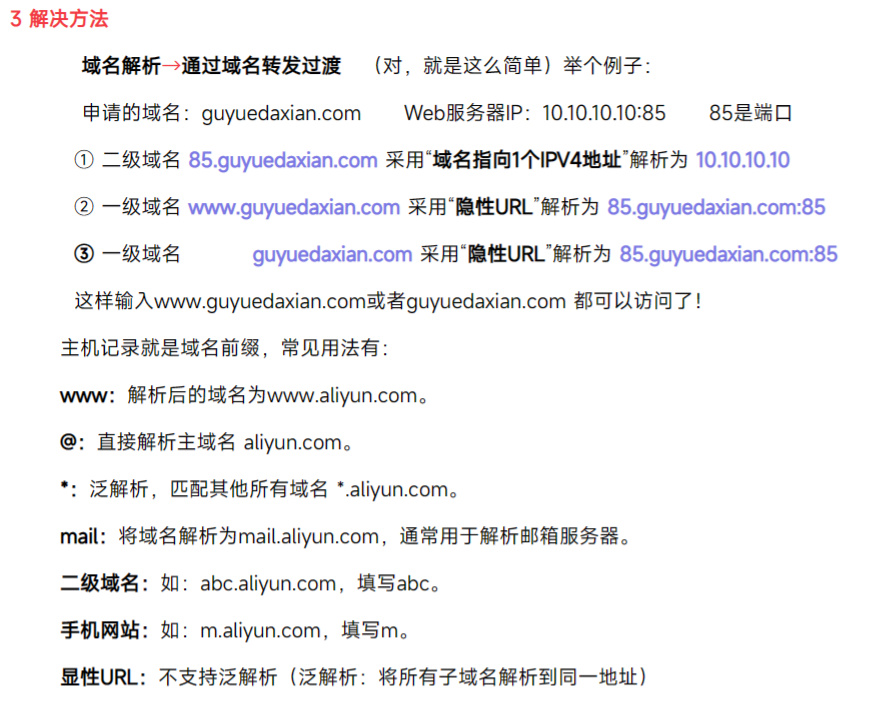 3 解决方法
域名解析→通过域名转发过渡 （对，就是这么简单）举个例子：
申请的域名：guyuedaxian.com Web服务器IP：10.10.10.10:85 85是端口
① 二级域名 85.guyuedaxian.com 采用“域名指向1个IPV4地址”解析为 10.10.10.10
② 一级域名 www.guyuedaxian.com 采用“隐性URL”解析为 85.guyuedaxian.com:85
③ 一级域名 guyuedaxian.com 采用“隐性URL”解析为 85.guyuedaxian.com:85
这样输入www.guyuedaxian.com或者guyuedaxian.com 都可以访问了！
主机记录就是域名前缀，常见用法有：
www：解析后的域名为www.aliyun.com。
@：直接解析主域名 aliyun.com。
*：泛解析，匹配其他所有域名 *.aliyun.com。
mail：将域名解析为mail.aliyun.com，通常用于解析邮箱服务器。
二级域名：如：abc.aliyun.com，填写abc。
手机网站：如：m.aliyun.com，填写m。
显性URL：不支持泛解析（泛解析：将所有子域名解析到同一地址）